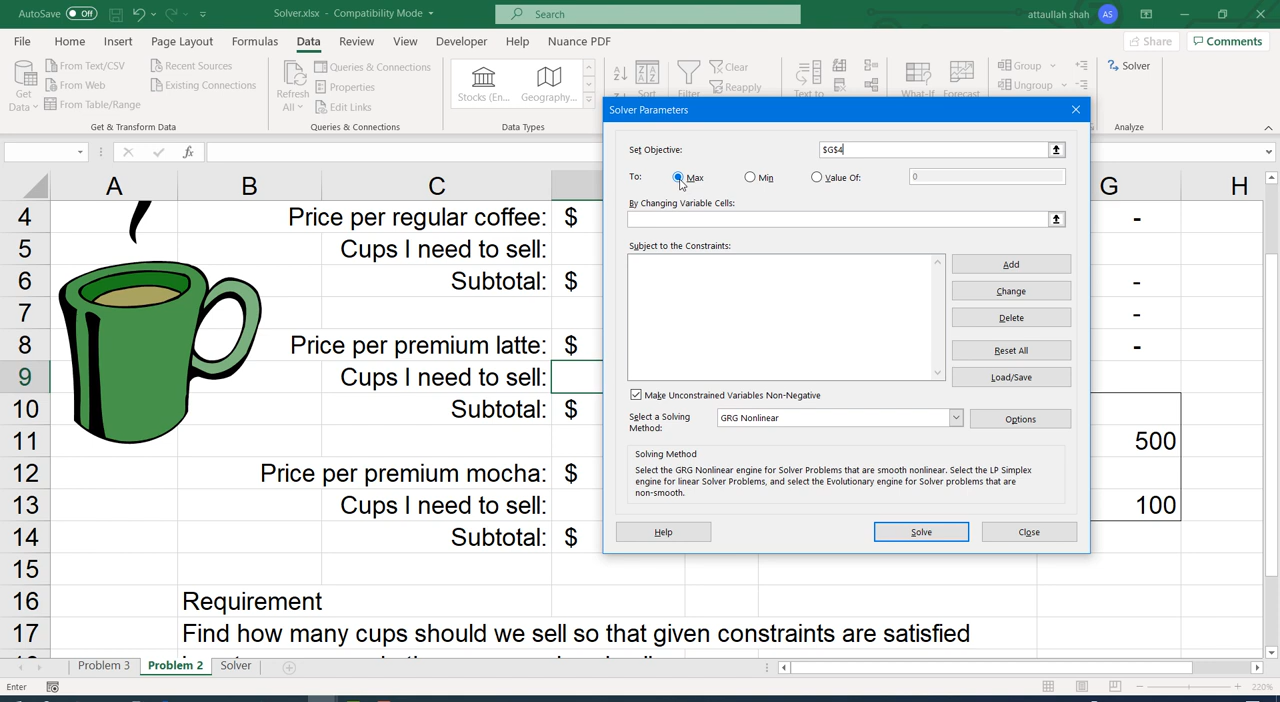 AutoSave Off Solver.xlsx - Compatibility Mode Search attaullah shah AS
File Home Insert Page Layout Formulas Data Review View Developer Help Nuance PDF Share Comments
Get Data
From Text/CSV
From Web
From Table/Range
Recent Sources
Existing Connections
Get & Transform Data
Refresh All
Queries & Connections
Properties
Edit Links
Queries & Connections
Stocks (En...
Geography...
Data Types
Sort
Filter
Clear
Reapply
Text to
What-If
Forecast
Group
Ungroup
Solver
Analyze
fx
A B C G H
4 Price per regular coffee: $ -
5 Cups I need to sell:
6 Subtotal: $ -
7 -
8 Price per premium latte: $ -
9 Cups I need to sell:
10 Subtotal: $
11 500
12 Price per premium mocha: $
13 Cups I need to sell: 100
14 Subtotal: $
15
16 Requirement
17 Find how many cups should we sell so that given constraints are satisfied
Solver Parameters
Set Objective: $G$4
To: Max Min Value Of: 0
By Changing Variable Cells:
Subject to the Constraints:
Add
Change
Delete
Reset All
Load/Save
Make Unconstrained Variables Non-Negative
Select a Solving Method: GRG Nonlinear Options
Solving Method
Select the GRG Nonlinear engine for Solver Problems that are smooth nonlinear. Select the LP Simplex
engine for linear Solver Problems, and select the Evolutionary engine for Solver problems that are
non-smooth.
Help Solve Close
Problem 3 Problem 2 Solver
Enter 220%